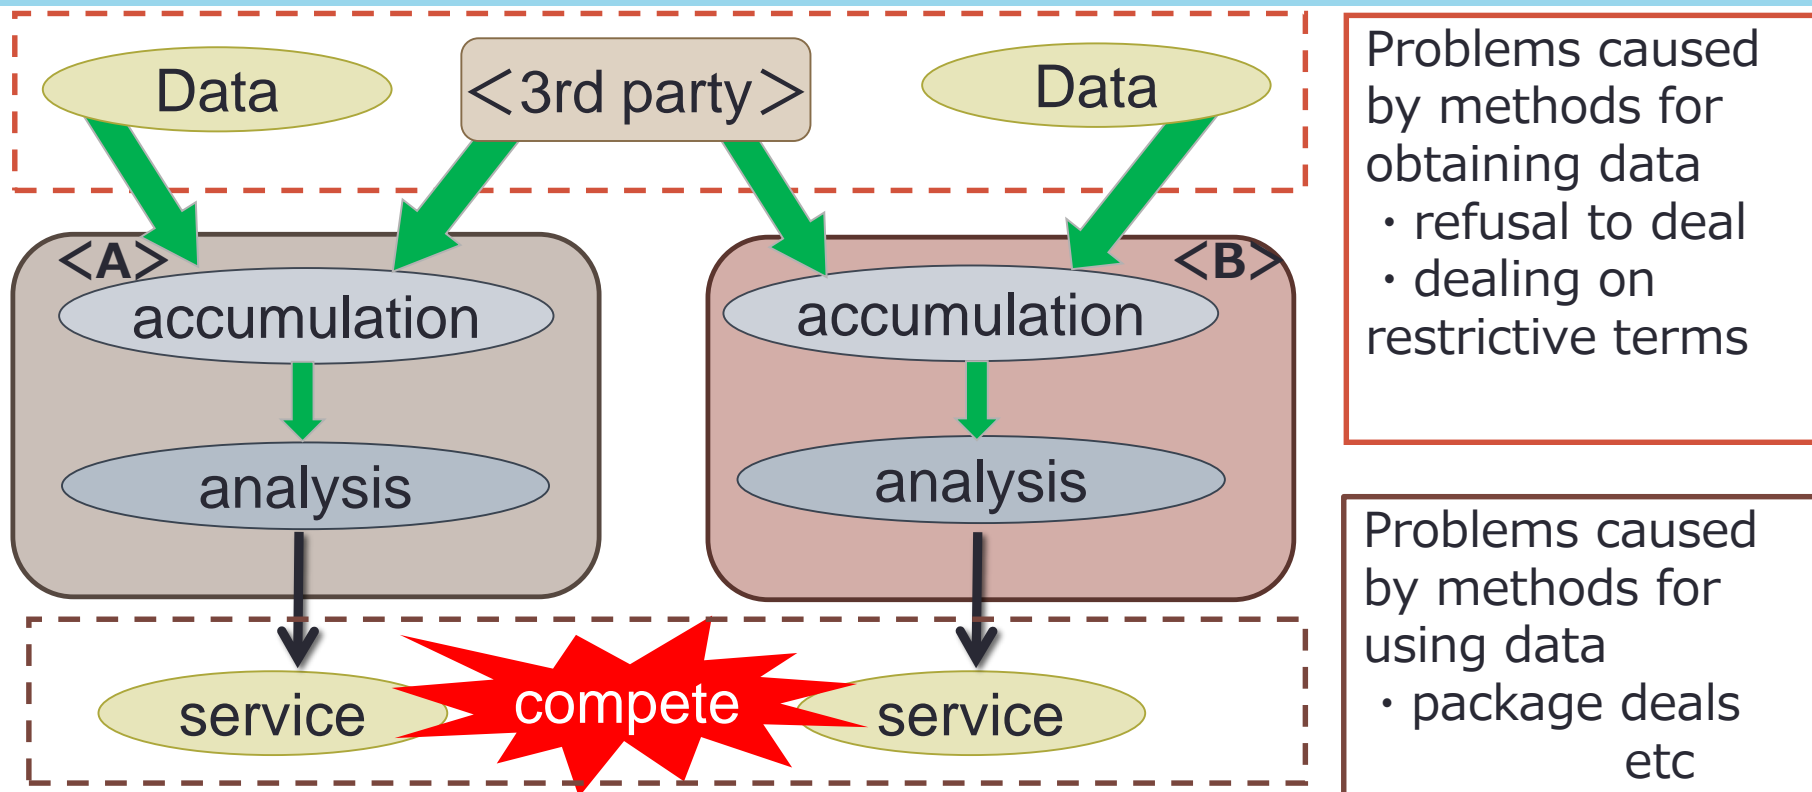 Data
＜3rd party＞
Data
＜A＞
accumulation
analysis
service
＜B＞
accumulation
analysis
service
compete
Problems caused
by methods for
obtaining data
・refusal to deal
・dealing on
restrictive terms
Problems caused
by methods for
using data
・package deals
etc